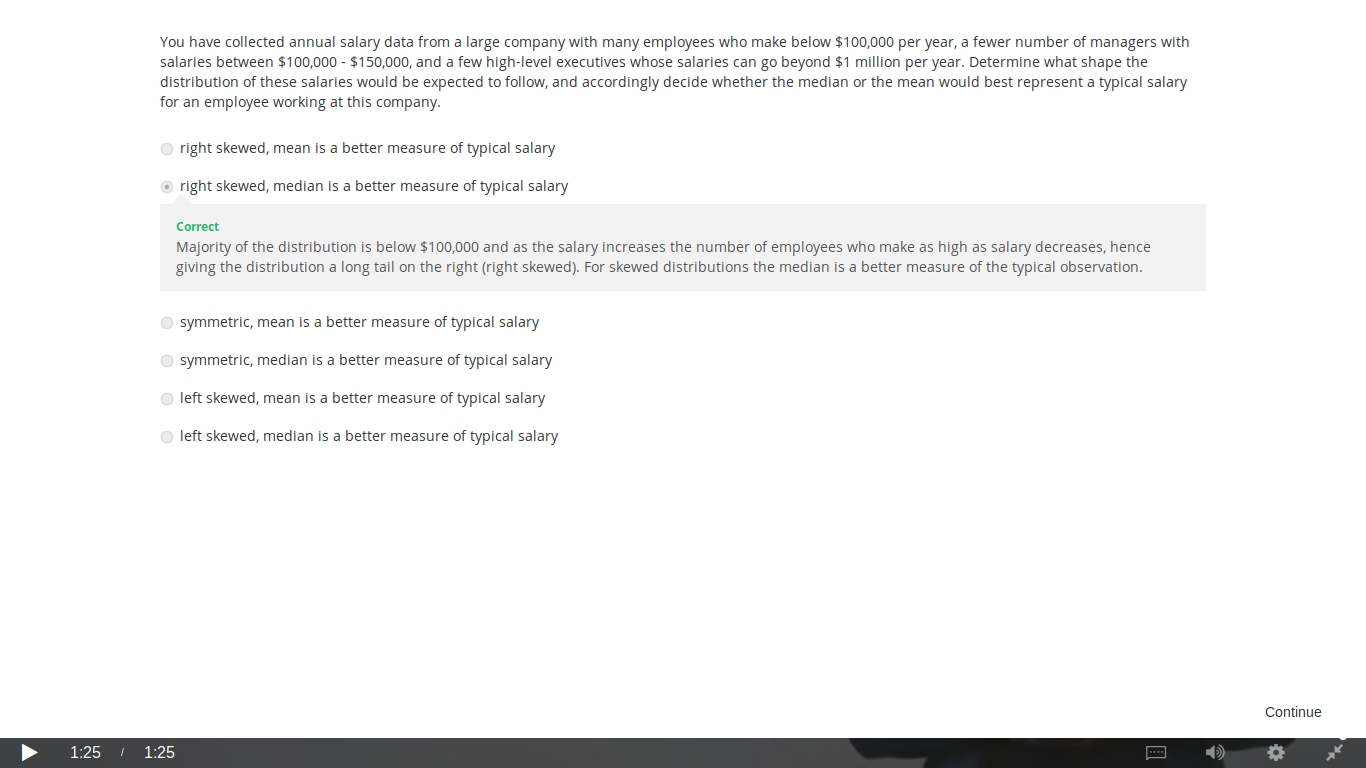 You have collected annual salary data from a large company with many employees who make below $100,000 per year, a fewer number of managers with
salaries between $100,000 - $150,000, and a few high-level executives whose salaries can go beyond $1 million per year. Determine what shape the
distribution of these salaries would be expected to follow, and accordingly decide whether the median or the mean would best represent a typical salary
for an employee working at this company.
right skewed, mean is a better measure of typical salary
right skewed, median is a better measure of typical salary
Correct
Majority of the distribution is below $100,000 and as the salary increases the number of employees who make as high as salary decreases, hence
giving the distribution a long tail on the right (right skewed). For skewed distributions the median is a better measure of the typical observation.
symmetric, mean is a better measure of typical salary
symmetric, median is a better measure of typical salary
left skewed, mean is a better measure of typical salary
left skewed, median is a better measure of typical salary
Continue
1:25 / 1:25